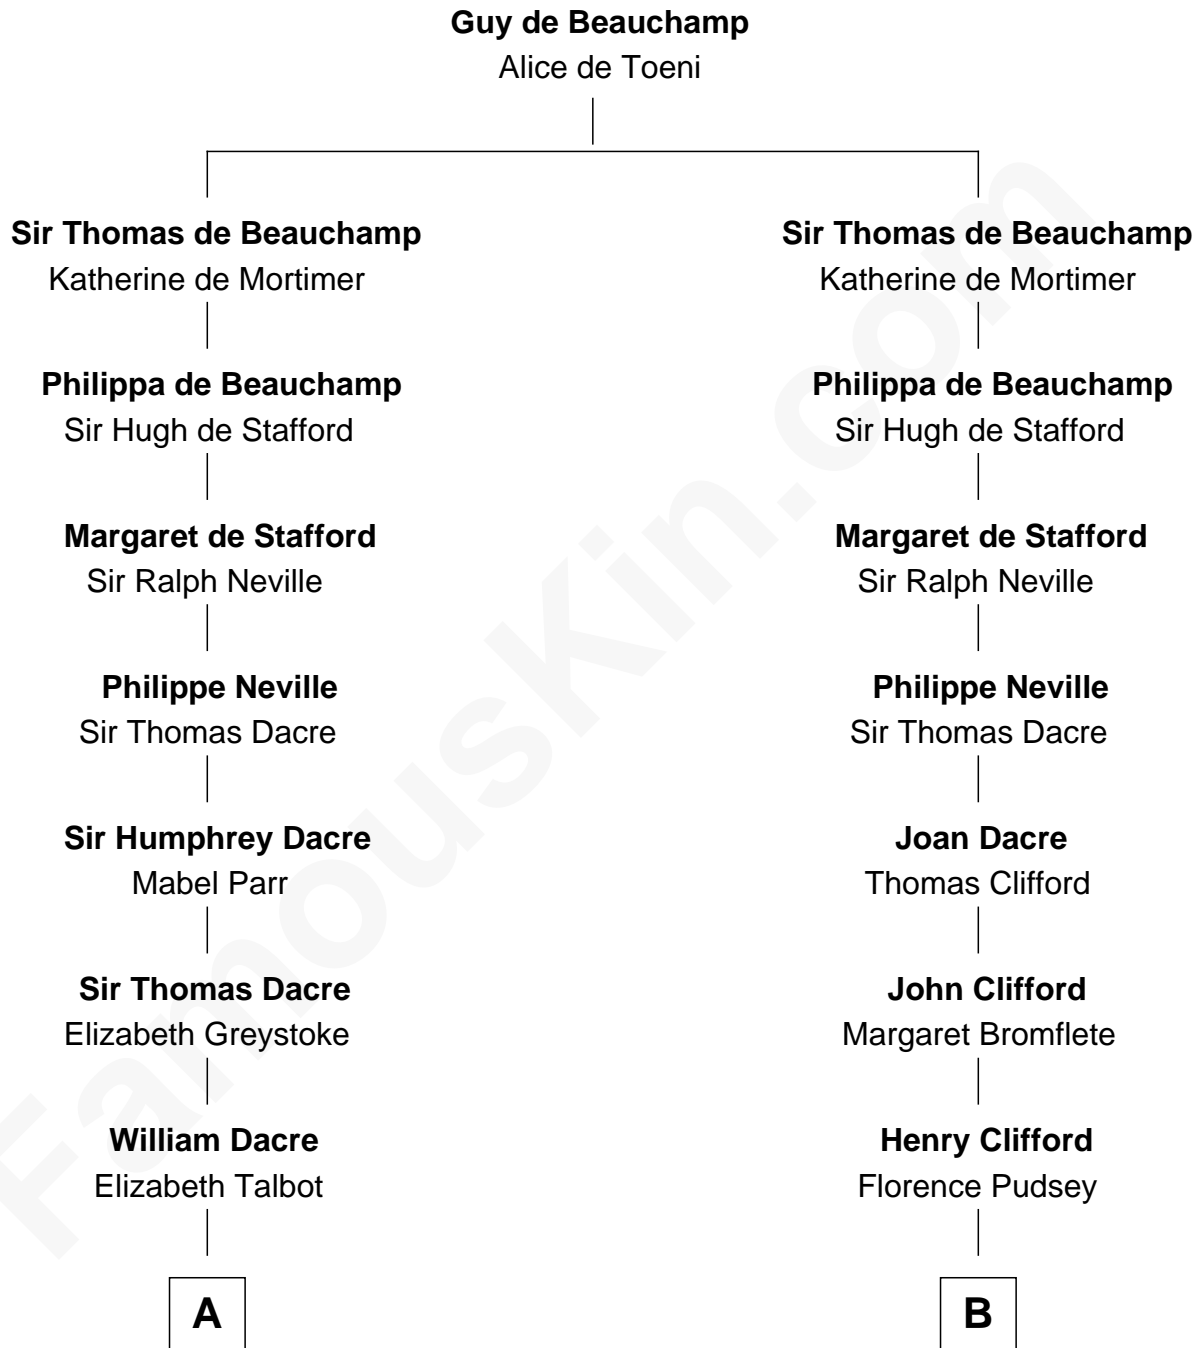 Guy de Beauchamp
Alice de Toeni
Sir Thomas de Beauchamp
Katherine de Mortimer
Philippa de Beauchamp
Sir Hugh de Stafford
Margaret de Stafford
Sir Ralph Neville
Philippe Neville
Sir Thomas Dacre
Sir Humphrey Dacre
Mabel Parr
Sir Thomas Dacre
Elizabeth Greystoke
William Dacre
Elizabeth Talbot
A
Sir Thomas de Beauchamp
Katherine de Mortimer
Philippa de Beauchamp
Sir Hugh de Stafford
Margaret de Stafford
Sir Ralph Neville
Philippe Neville
Sir Thomas Dacre
Joan Dacre
Thomas Clifford
John Clifford
Margaret Bromflete
Henry Clifford
Florence Pudsey
B
FamousKin.com